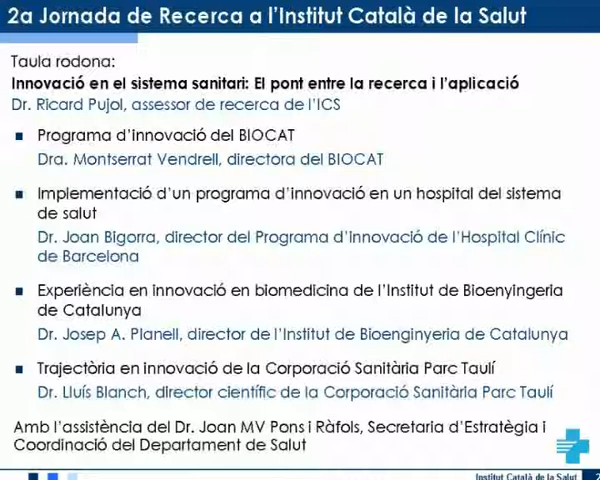 2a Jornada de Recerca a l'Institut Català de la Salut
Taula rodona:
Innovació en el sistema sanitari: El pont entre la recerca i l'aplicació
Dr. Ricard Pujol, assessor de recerca de l'ICS
Programa d'innovació del BIOCAT
Dra. Montserrat Vendrell, directora del BIOCAT
Implementació d'un programa d'innovació en un hospital del sistema
de salut
Dr. Joan Bigorra, director del Programa d'Innovació de l'Hospital Clínic
de Barcelona
Experiència en innovació en biomedicina de l'Institut de Bioenyingeria
de Catalunya
Dr. Josep A. Planell, director de l'Institut de Bioenginyeria de Catalunya
Trajectòria en innovació de la Corporació Sanitària Parc Taulí
Dr. Lluís Blanch, director científic de la Corporació Sanitària Parc Taulí
Amb l'assistència del Dr. Joan MV Pons i Ràfols, Secretaria d'Estratègia i
Coordinació del Departament de Salut
Institut Català de la Salut
2